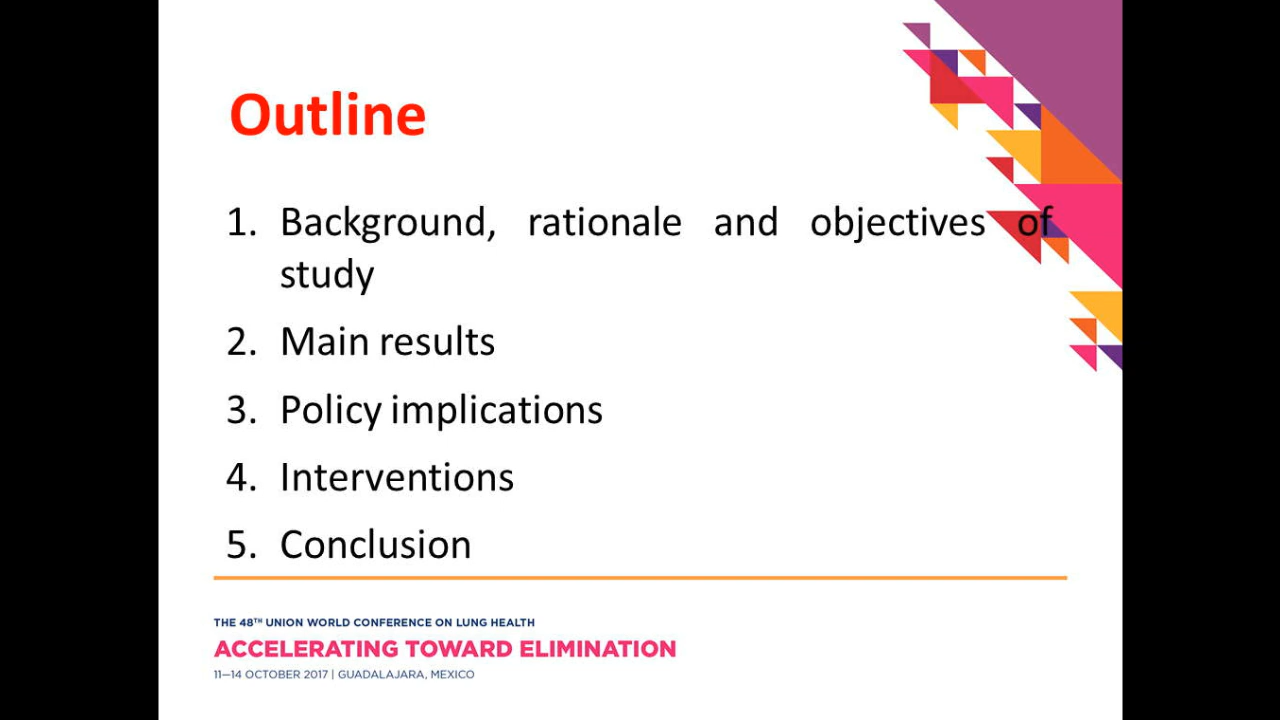 Outline
1. Background, rationale and objectives of
study
2. Main results
3. Policy implications
4. Interventions
5. Conclusion
THE 48TH UNION WORLD CONFERENCE ON LUNG HEALTH
ACCELERATING TOWARD ELIMINATION
11–14 OCTOBER 2017 | GUADALAJARA, MEXICO